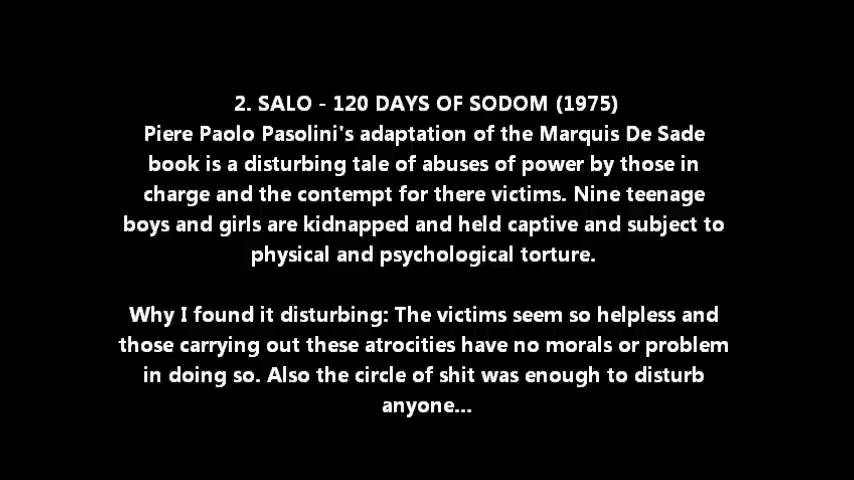 2. SALO - 120 DAYS OF SODOM (1975)
Piere Paolo Pasolini's adaptation of the Marquis De Sade
book is a disturbing tale of abuses of power by those in
charge and the contempt for there victims. Nine teenage
boys and girls are kidnapped and held captive and subject to
physical and psychological torture.
Why I found it disturbing: The victims seem so helpless and
those carrying out these atrocities have no morals or problem
in doing so. Also the circle of shit was enough to disturb
anyone...